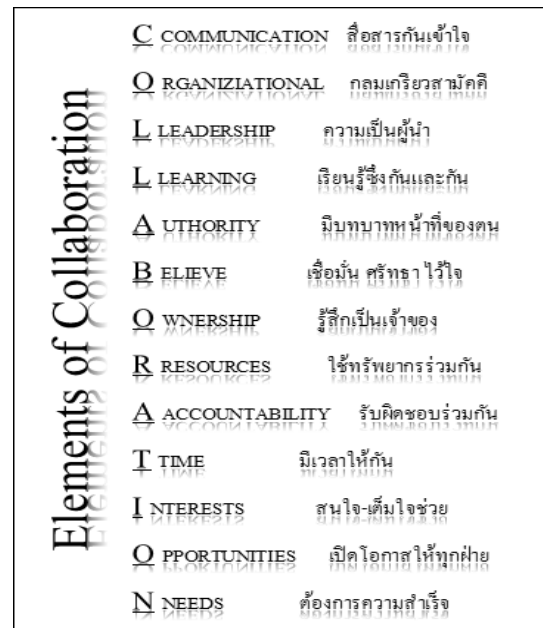 Elements of Collaboration
C COMMUNICATION สื่อสารกันเข้าใจ
O RGANIZIATIONAL กลมเกรียวสามัคคี
L LEADERSHIP ความเป็นผู้นำ
L LEARNING เรียนรู้ซึ่งกันและกัน
A UTHORITY มีบทบาทหน้าที่ของตน
B ELIEVE เชื่อมั่น ศรัทธา ไว้ใจ
O WNERSHIP รู้สึกเป็นเจ้าของ
R RESOURCES ใช้ทรัพยากรร่วมกัน
A ACCOUNTABILITY รับผิดชอบร่วมกัน
T TIME มีเวลาให้กัน
I NTERESTS สนใจ-เต็มใจช่วย
O PPORTUNITIES เปิดโอกาสให้ทุกฝ่าย
N NEEDS ต้องการความสำเร็จ